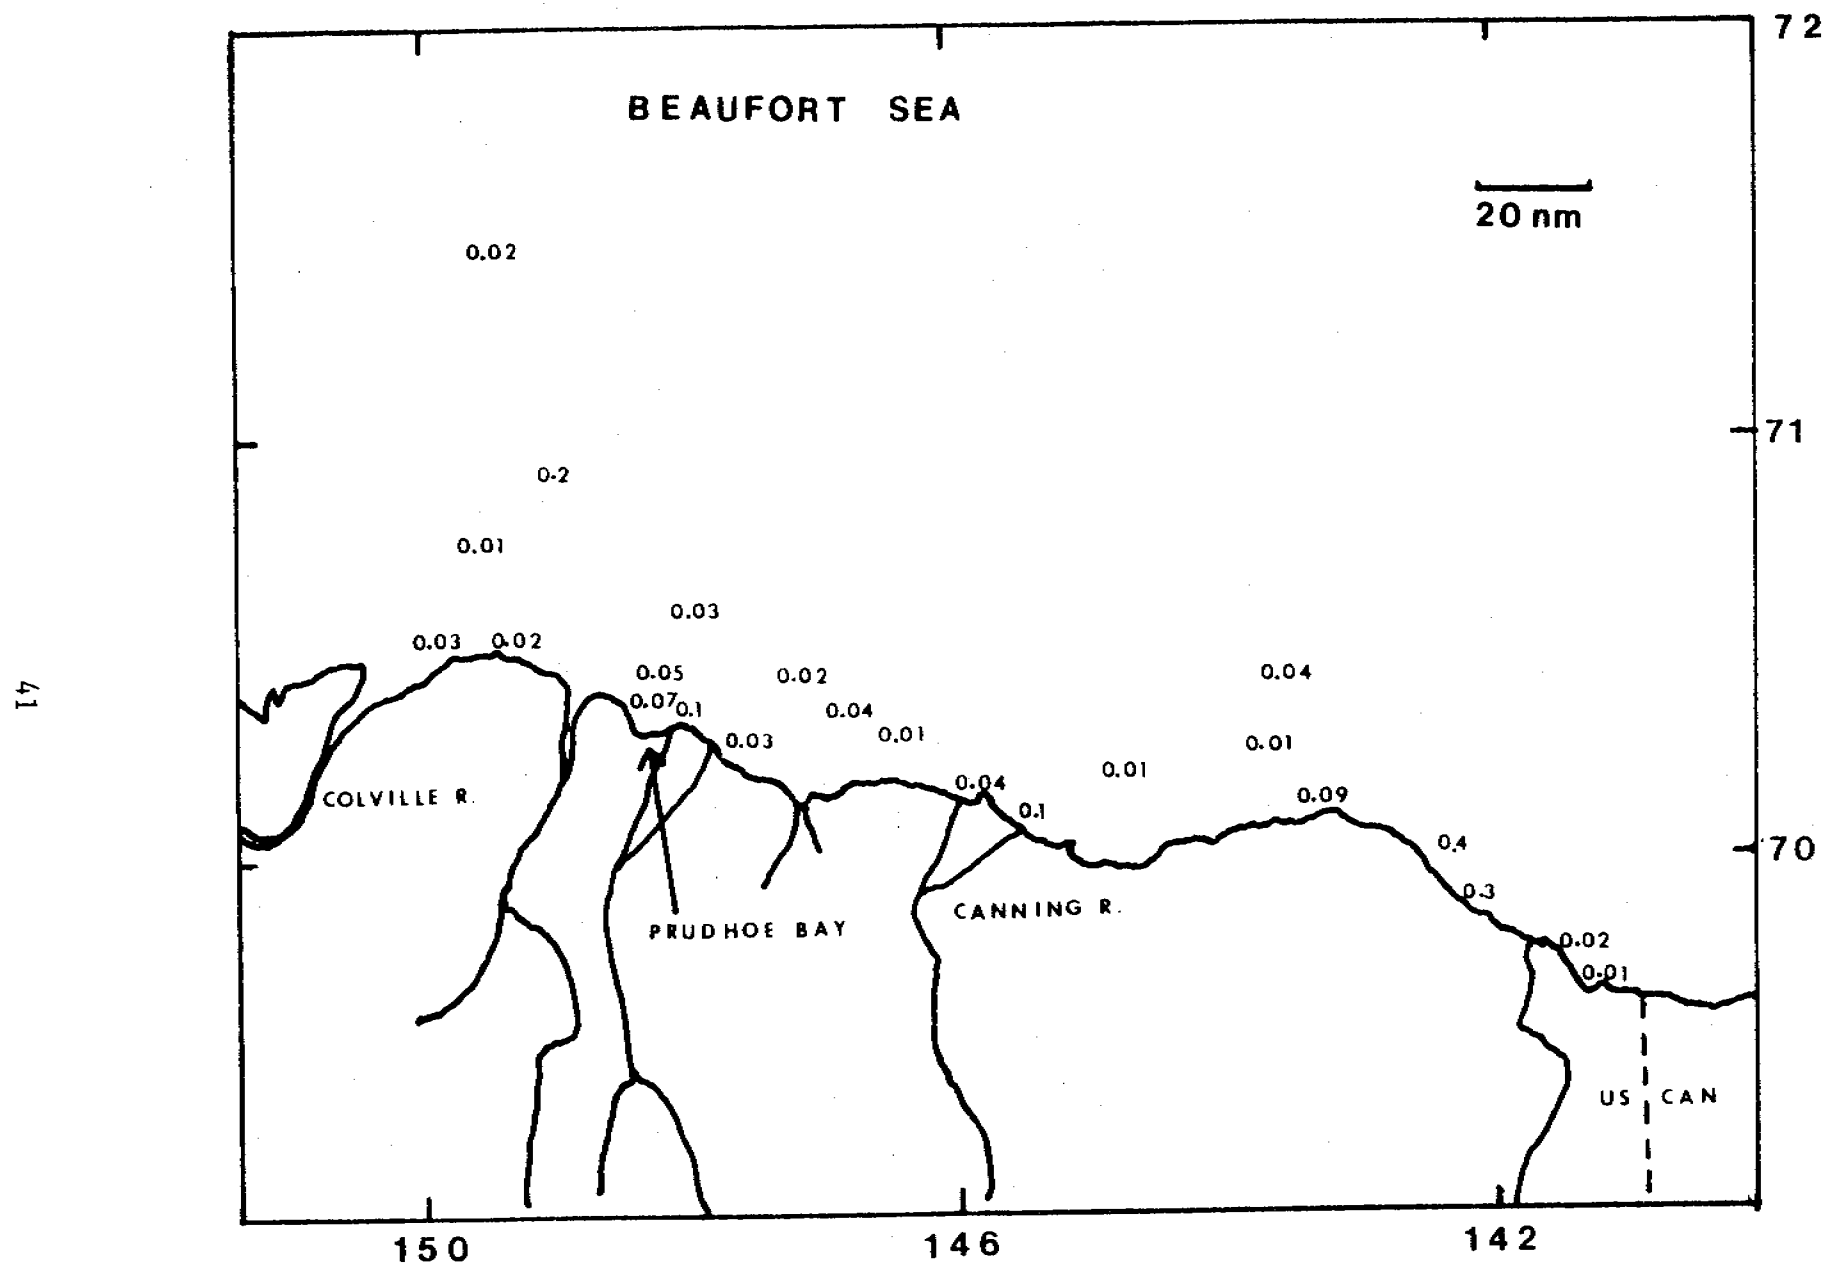 72
BEAUFORT SEA
20 nm
0.02
71
0.2
0.01
0.03
0.03 0.02
0.05 0.02 0.04
0.07 0.1 0.04
0.03 0.01 0.01
0.01
COLVILLE R. 0.04 0.09
0.1
0.4 70
0.3
CANNING R.
PRUDHOE BAY 0.02
0.01
US CAN
150 146 142
41